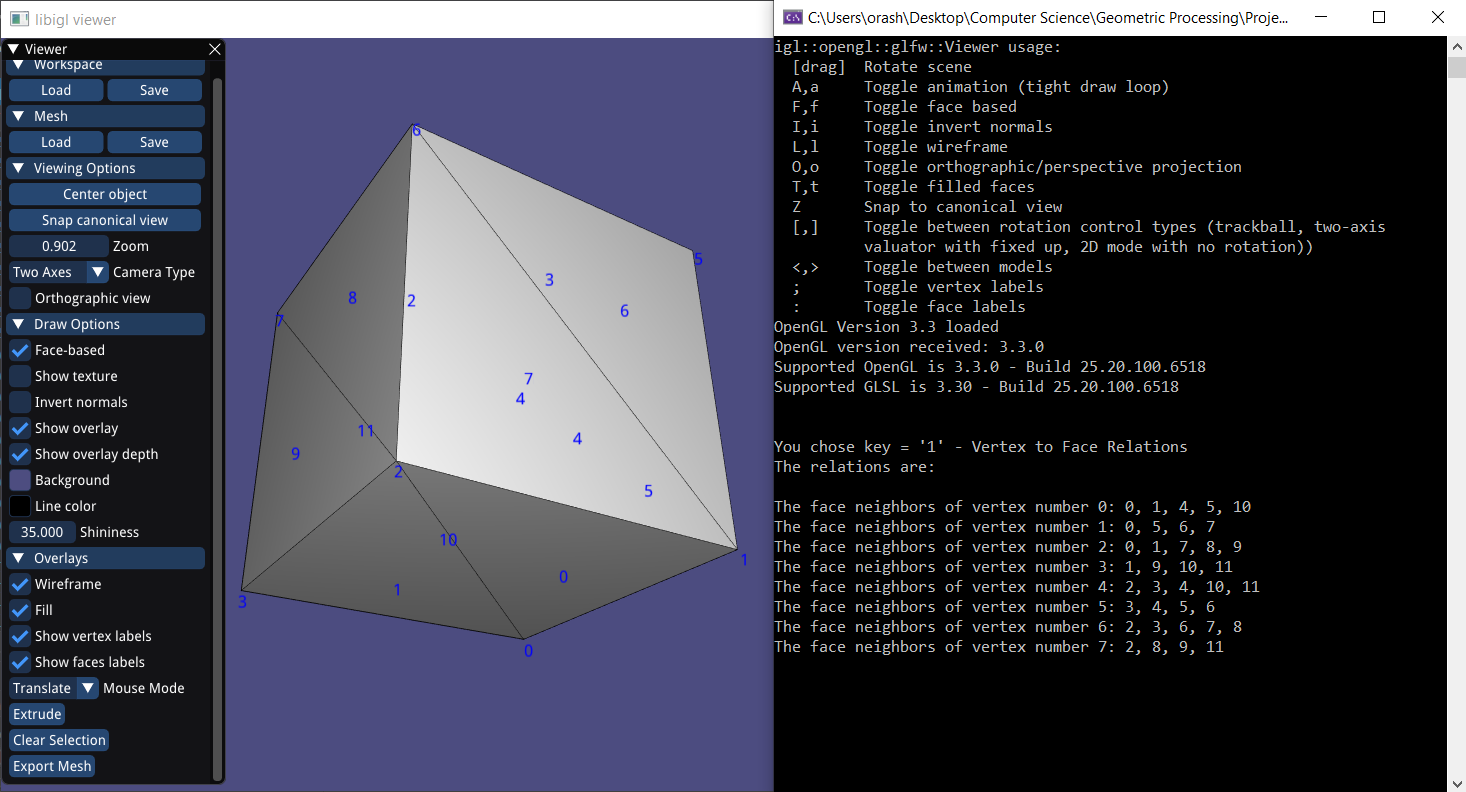 libigl viewer
Viewer
Workspace
Load Save
Mesh
Load Save
Viewing Options
Center object
Snap canonical view
0.902 Zoom
Two Axes Camera Type
Orthographic view
Draw Options
Face-based
Show texture
Invert normals
Show overlay
Show overlay depth
Background
Line color
35.000 Shininess
Overlays
Wireframe
Fill
Show vertex labels
Show faces labels
Translate Mouse Mode
Extrude
Clear Selection
Export Mesh
6
5
3
8 2
6
7
7
4
11
4
9
2
5
10
1
0
1
3
0
C:\Users\orash\Desktop\Computer Science\Geometric Processing\Proje...
igl::opengl::glfw::Viewer usage:
[drag] Rotate scene
A,a Toggle animation (tight draw loop)
F,f Toggle face based
I,i Toggle invert normals
L,l Toggle wireframe
O,o Toggle orthographic/perspective projection
T,t Toggle filled faces
Z Snap to canonical view
[,] Toggle between rotation control types (trackball, two-axis
valuator with fixed up, 2D mode with no rotation))
<,> Toggle between models
; Toggle vertex labels
: Toggle face labels
OpenGL Version 3.3 loaded
OpenGL version received: 3.3.0
Supported OpenGL is 3.3.0 - Build 25.20.100.6518
Supported GLSL is 3.30 - Build 25.20.100.6518
You chose key = '1' - Vertex to Face Relations
The relations are:
The face neighbors of vertex number 0: 0, 1, 4, 5, 10
The face neighbors of vertex number 1: 0, 5, 6, 7
The face neighbors of vertex number 2: 0, 1, 7, 8, 9
The face neighbors of vertex number 3: 1, 9, 10, 11
The face neighbors of vertex number 4: 2, 3, 4, 10, 11
The face neighbors of vertex number 5: 3, 4, 5, 6
The face neighbors of vertex number 6: 2, 3, 6, 7, 8
The face neighbors of vertex number 7: 2, 8, 9, 11